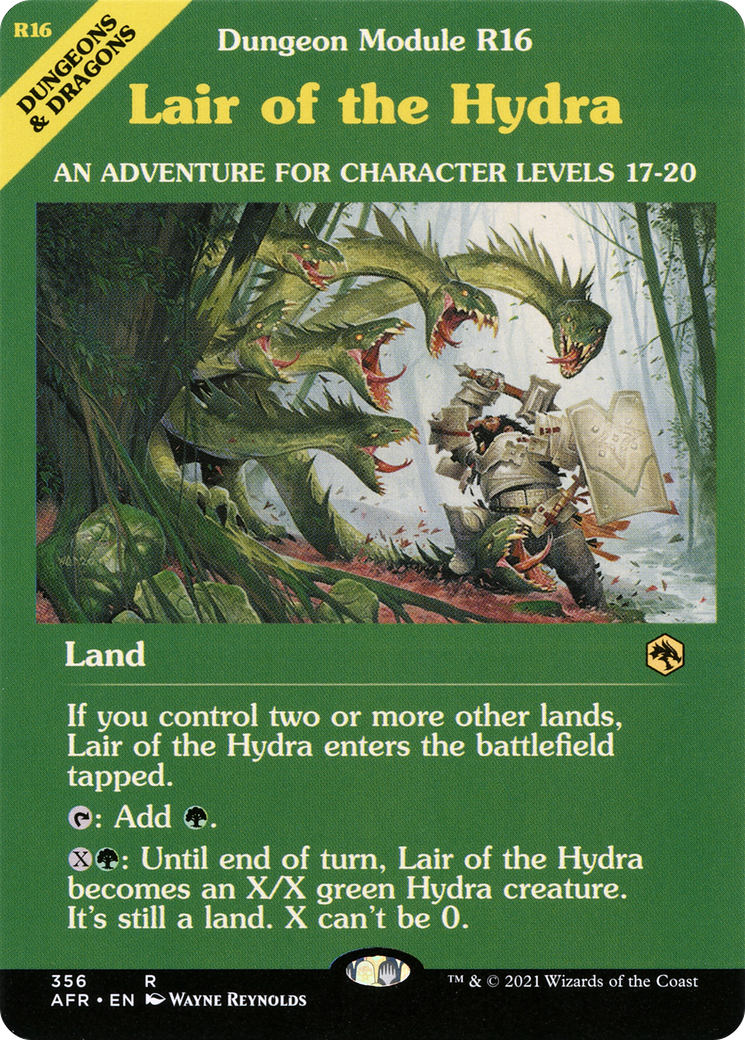 R16
DUNGEONS
& DRAGONS
Dungeon Module R16
Lair of the Hydra
AN ADVENTURE FOR CHARACTER LEVELS 17-20
Land
If you control two or more other lands,
Lair of the Hydra enters the battlefield
tapped.
: Add .
X : Until end of turn, Lair of the Hydra
becomes an X/X green Hydra creature.
It's still a land. X can't be 0.
356 R
AFR • EN WAYNE REYNOLDS
™ & © 2021 Wizards of the Coast